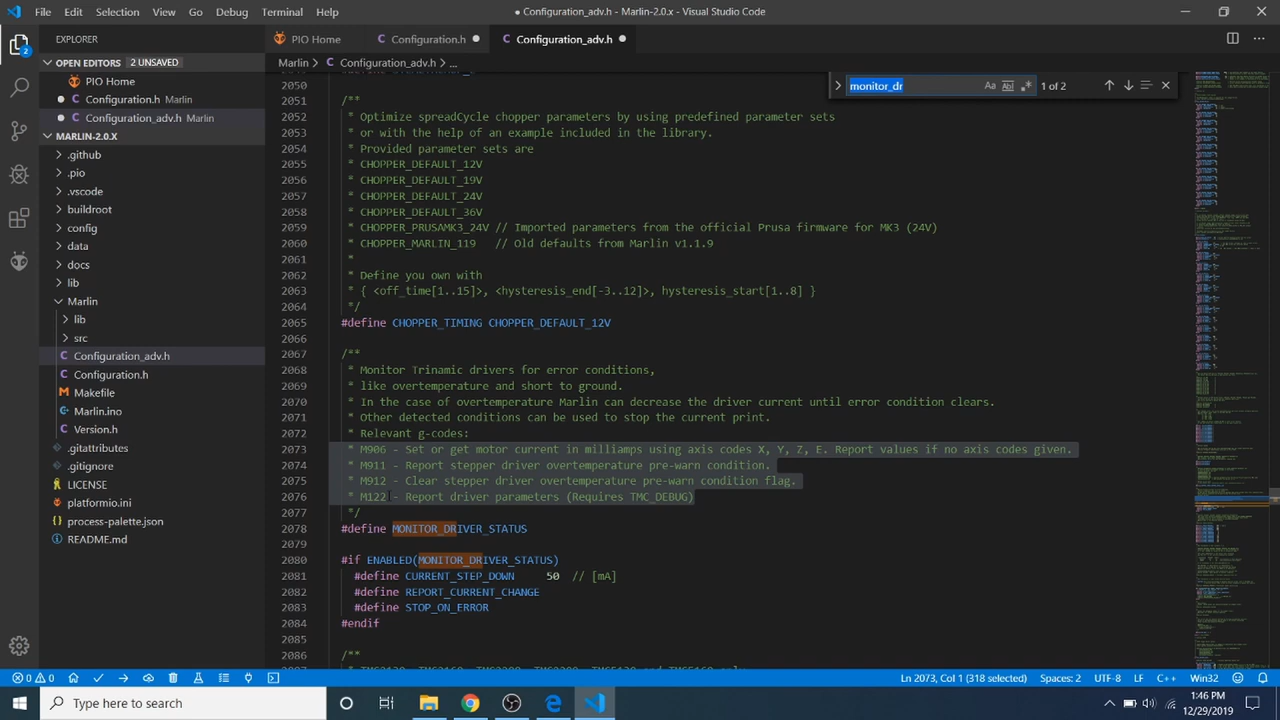 File Edit Selection View Go Debug Terminal Help
● Configuration_adv.h - Marlin-2.0.x - Visual Studio Code
2
EXPLORER
OPEN EDITORS 2 UNSAVED
PIO Home
Configuration.h Marlin
Configuration_adv.h Marlin
MARLIN-2.0.X
.github
.pio
.vscode
buildroot
config
data
docs
lib
Marlin
lib
src
Configuration_adv.h
Configuration.h
Makefile
Marlin.ino
Version.h
.gitattributes
.gitignore
LICENSE
platformio.ini
process-palette.json
README.md
PIO Home Configuration.h Configuration_adv.h
Marlin > Configuration_adv.h > ...
monitor_dr Aa Abl .* 1 of 2
2050
2051 /**
2052 * Optimize spreadCycle chopper parameters by using predefined parameter sets
2053 * or with the help of an example included in the library.
2054 * Provided parameter sets are
2055 * CHOPPER_DEFAULT_12V
2056 * CHOPPER_DEFAULT_19V
2057 * CHOPPER_DEFAULT_24V
2058 * CHOPPER_DEFAULT_36V
2059 * CHOPPER_PRUSAMK3_24V // Imported parameters from the official Prusa firmware for MK3 (24V)
2060 * CHOPPER_MARLIN_119 // Old defaults from Marlin v1.1.9
2061 *
2062 * Define you own with
2063 * { <off_time[1..15]>, <hysteresis_end[-3..12]>, hysteresis_start[1..8] }
2064 */
2065 #define CHOPPER_TIMING CHOPPER_DEFAULT_12V
2066
2067 /**
2068 * Monitor Trinamic drivers for error conditions,
2069 * like overtemperature and short to ground.
2070 * In the case of overtemperature Marlin can decrease the driver current until error condition clears.
2071 * Other detected conditions can be used to stop the current print.
2072 * Relevant g-codes:
2073 * M906 - Set or get motor current in milliamps using axis codes X, Y, Z, E. Report values if no axis codes given.
2074 * M911 - Report stepper driver overtemperature pre-warn condition.
2075 * M912 - Clear stepper driver overtemperature pre-warn condition flag.
2076 * M122 - Report driver parameters (Requires TMC_DEBUG)
2077 */
2078 #define MONITOR_DRIVER_STATUS
2079
2080 #if ENABLED(MONITOR_DRIVER_STATUS)
2081 #define CURRENT_STEP_DOWN 50 // [mA]
2082 #define REPORT_CURRENT_CHANGE
2083 #define STOP_ON_ERROR
2084 #endif
2085
2086 /**
0 0 Ln 2073, Col 1 (318 selected) Spaces: 2 UTF-8 LF C++ Win32
Type here to search
1:46 PM
12/29/2019